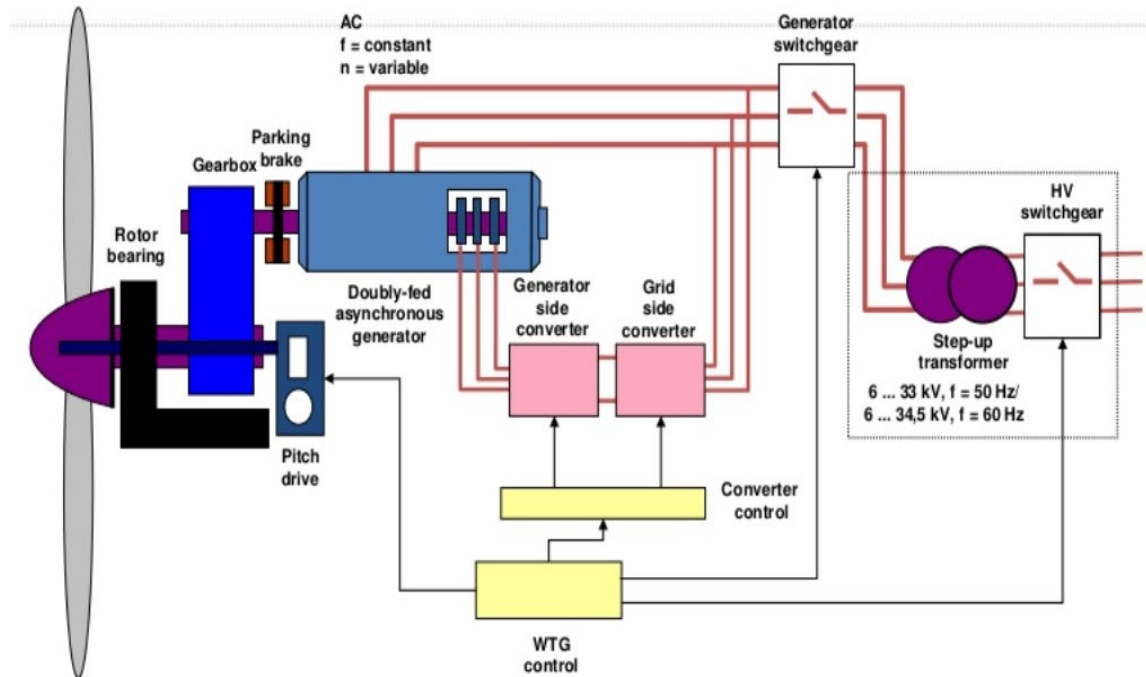 AC
f = constant
n = variable
Generator
switchgear
Parking
brake
Gearbox
Rotor
bearing
HV
switchgear
Doubly-fed
asynchronous
generator
Generator
side
converter
Grid
side
converter
Step-up
transformer
6 ... 33 kV, f = 50 Hz/
6 ... 34,5 kV, f = 60 Hz
Pitch
drive
Converter
control
WTG
control